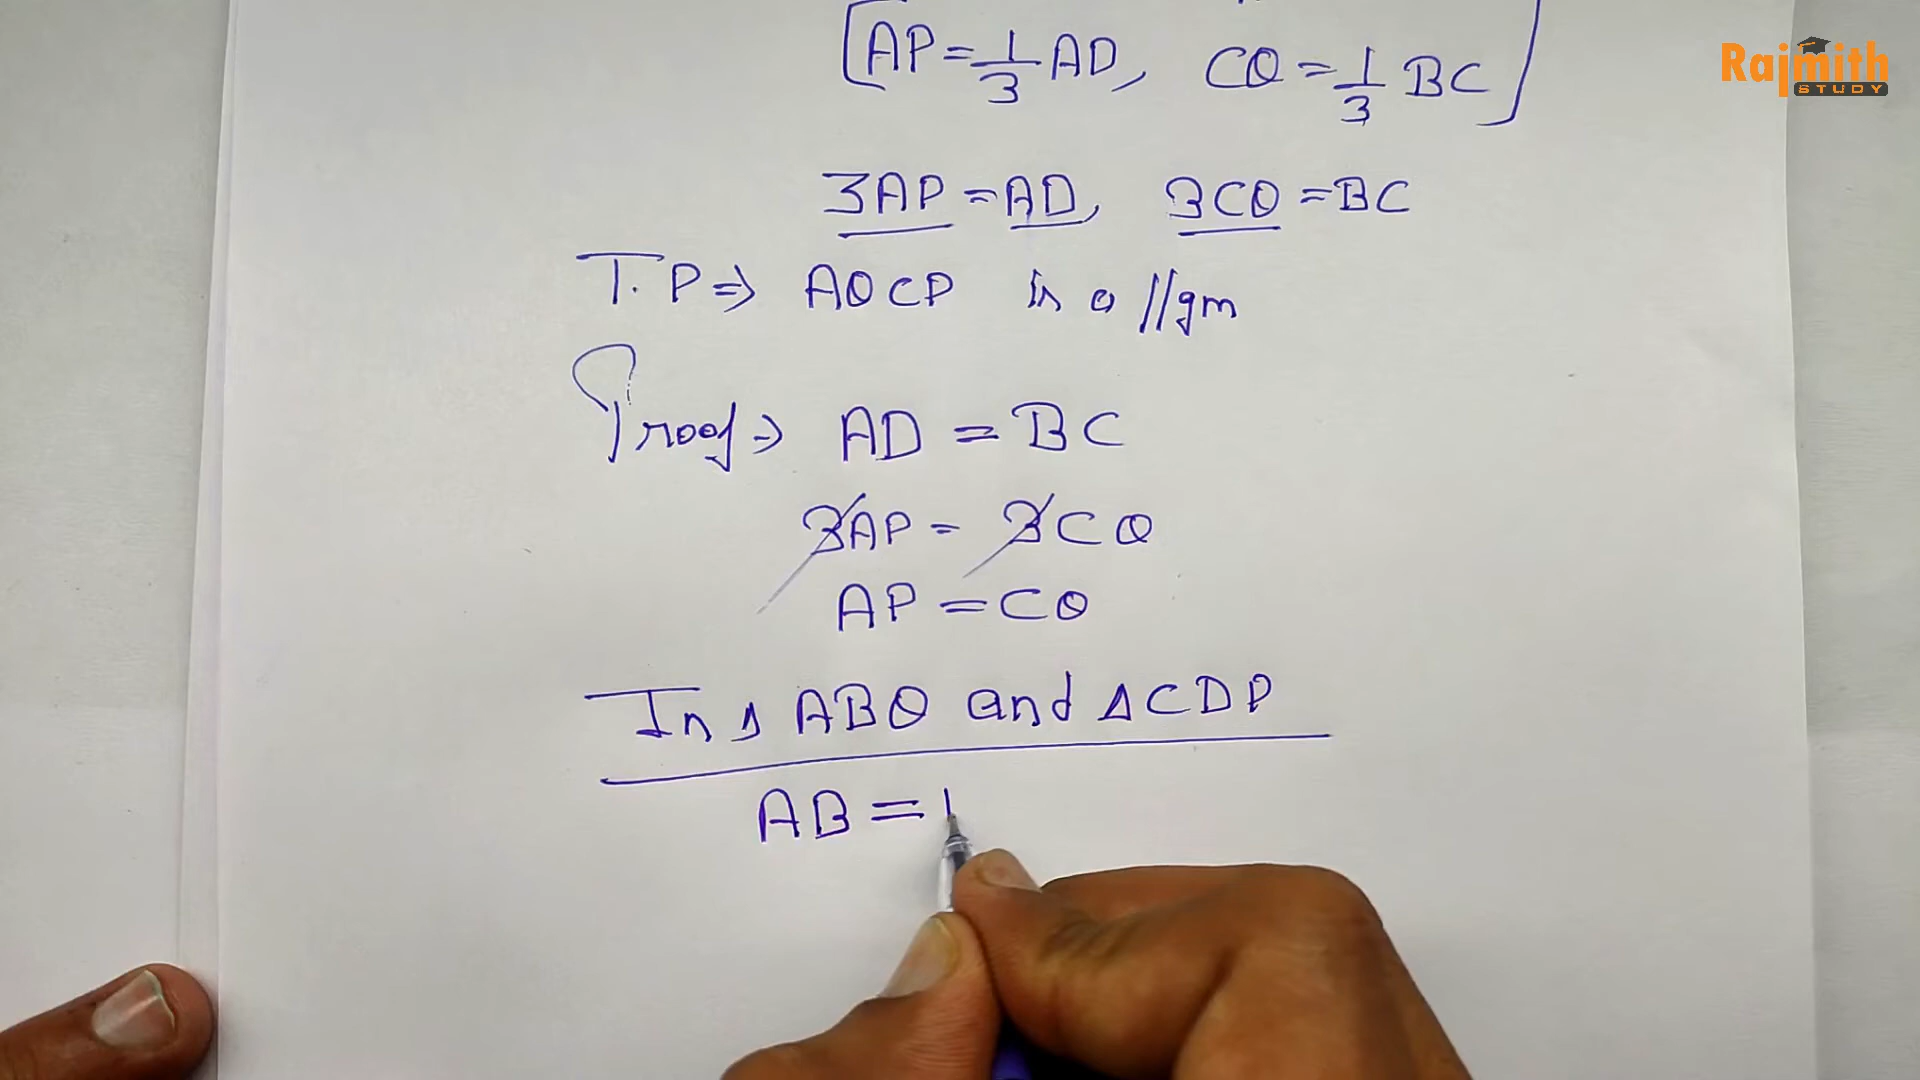 [AP=1/3 AD, CQ=1/3 BC]
Rajmith
STUDY
3AP=AD, 3CQ=BC
T.P⇒ AQCP is a //gm
Proof⇒ AD = BC
3AP = 3CQ
AP = CQ
In Δ ABQ and ΔCDP
AB =